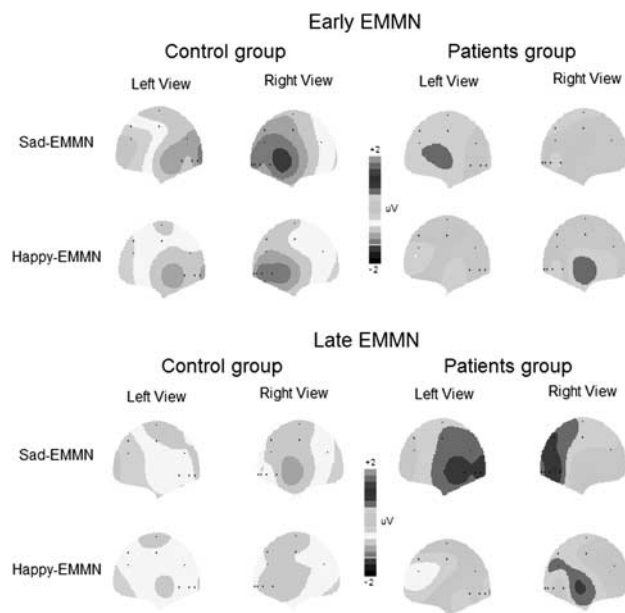 Early EMMN
Control group Patients group
Left View Right View Left View Right View
Sad-EMMN
+2
uV
-2
Happy-EMMN
Late EMMN
Control group Patients group
Left View Right View Left View Right View
Sad-EMMN
+2
uV
-2
Happy-EMMN